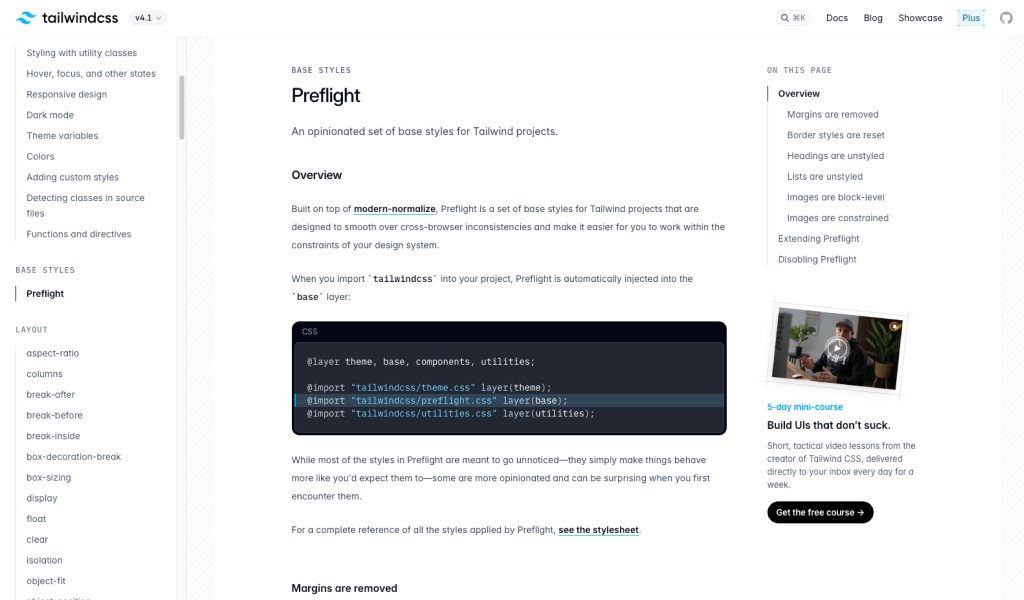 tailwindcss
v4.1
⌘K
Docs
Blog
Showcase
Plus
Styling with utility classes
Hover, focus, and other states
Responsive design
Dark mode
Theme variables
Colors
Adding custom styles
Detecting classes in source
files
Functions and directives
BASE STYLES
Preflight
LAYOUT
aspect-ratio
columns
break-after
break-before
break-inside
box-decoration-break
box-sizing
display
float
clear
isolation
object-fit
object-position
BASE STYLES
Preflight
An opinionated set of base styles for Tailwind projects.
Overview
Built on top of modern-normalize, Preflight is a set of base styles for Tailwind projects that are
designed to smooth over cross-browser inconsistencies and make it easier for you to work within the
constraints of your design system.
When you import `tailwindcss` into your project, Preflight is automatically injected into the
`base` layer:
CSS
@layer theme, base, components, utilities;
@import "tailwindcss/theme.css" layer(theme);
@import "tailwindcss/preflight.css" layer(base);
@import "tailwindcss/utilities.css" layer(utilities);
While most of the styles in Preflight are meant to go unnoticed—they simply make things behave
more like you'd expect them to—some are more opinionated and can be surprising when you first
encounter them.
For a complete reference of all the styles applied by Preflight, see the stylesheet.
Margins are removed
ON THIS PAGE
Overview
Margins are removed
Border styles are reset
Headings are unstyled
Lists are unstyled
Images are block-level
Images are constrained
Extending Preflight
Disabling Preflight
5-day mini-course
Build UIs that don't suck.
Short, tactical video lessons from the
creator of Tailwind CSS, delivered
directly to your inbox every day for a
week.
Get the free course →